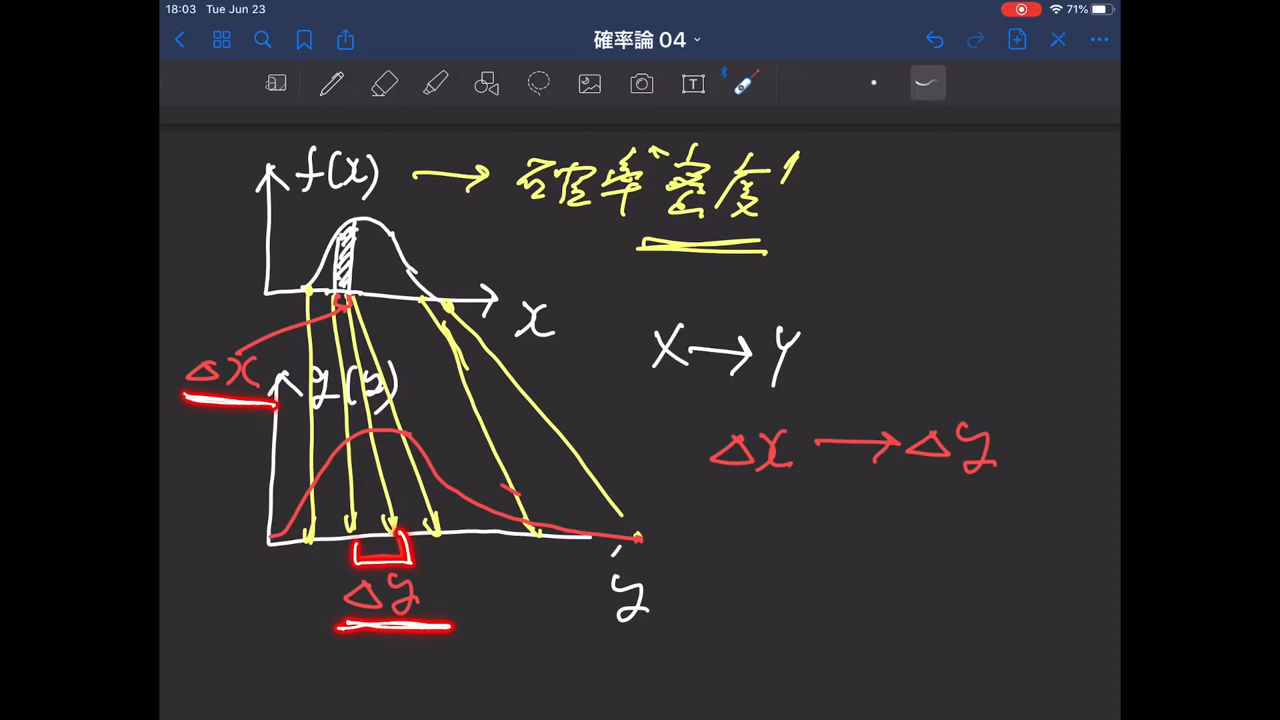 18:03 Tue Jun 23
71%
確率論 04
T
f(x) → 確率"密度"
x
Δx
g(y)
X → Y
Δx → Δy
Δy
y